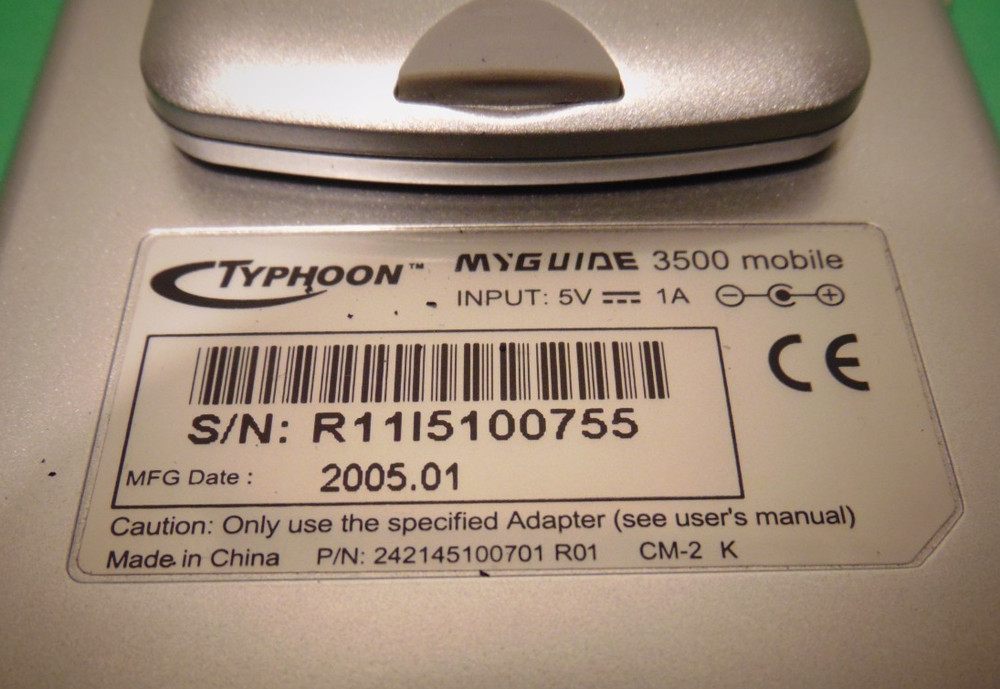 TYPHOON™ MYGUIDE 3500 mobile
INPUT: 5V ⎓ 1A
CE
S/N: R11I5100755
MFG Date : 2005.01
Caution: Only use the specified Adapter (see user's manual)
Made in China P/N: 242145100701 R01 CM-2 K